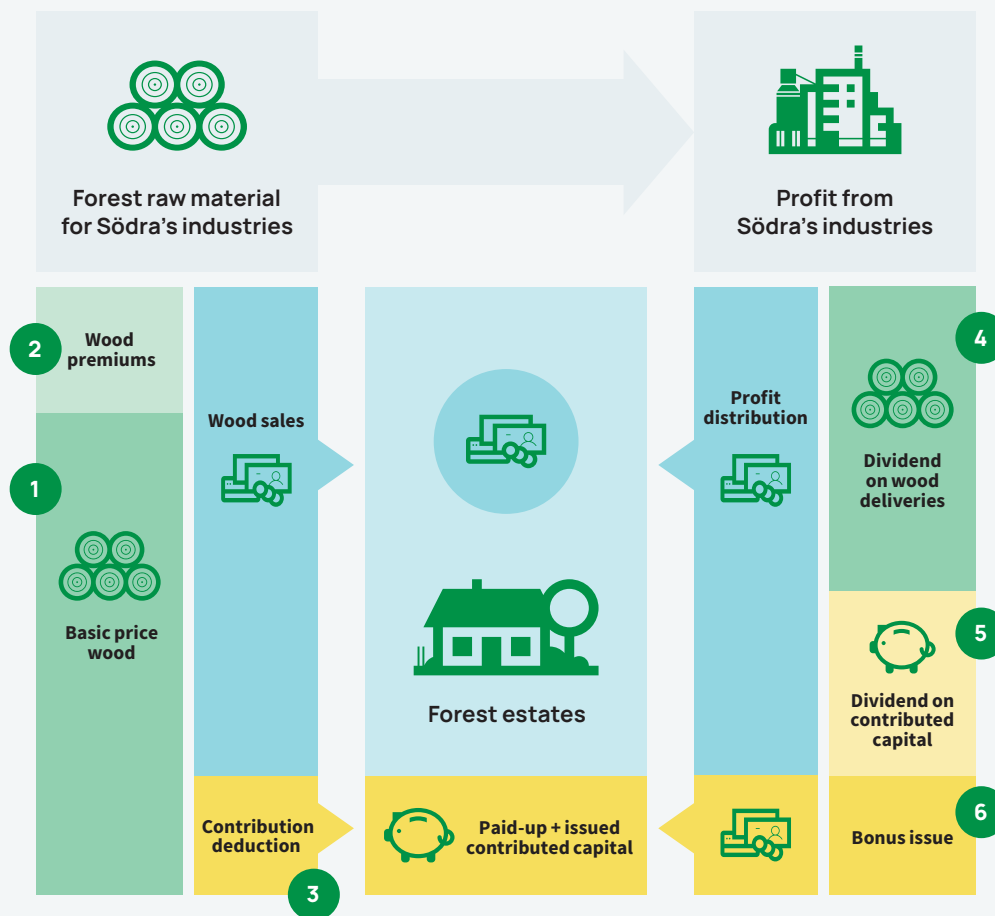 Forest raw material
for Södra's industries
Profit from
Södra's industries
2
Wood
premiums
1
Basic price
wood
Wood sales
Contribution
deduction
3
Forest estates
Paid-up + issued
contributed capital
Profit
distribution
4
Dividend
on wood
deliveries
5
Dividend on
contributed
capital
6
Bonus issue